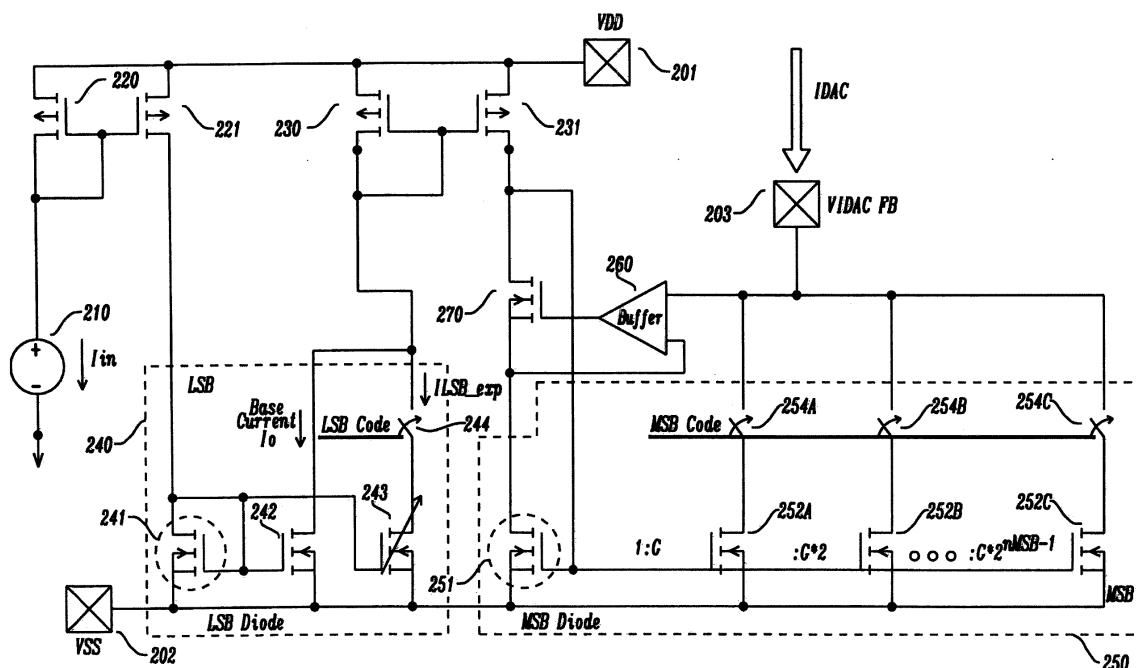 VDD
201
220
221
230
231
IDAC
203
VIDAC FB
260
270
Buffer
210
Iin
+
-
LSB
240
Base
Current
Io
ILSB_exp
LSB Code
244
MSB Code
254A
254B
254C
241
242
243
251
1:C
252A
:C*2
252B
:C*2^nMSB-1
252C
MSB
VSS
202
LSB Diode
MSB Diode
250